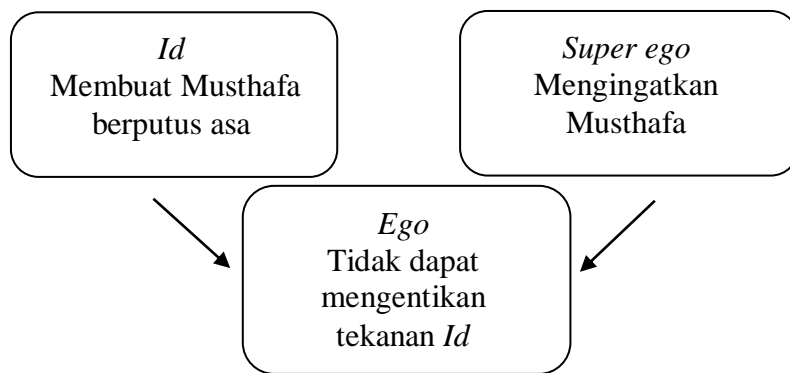 Id
Membuat Musthafa
berputus asa
Super ego
Mengingatkan
Musthafa
Ego
Tidak dapat
mengentikan
tekanan Id